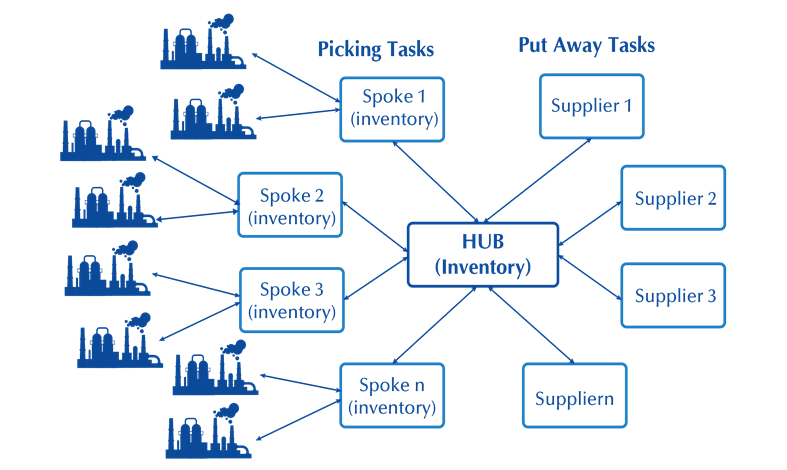 Picking Tasks
Put Away Tasks
Spoke 1
(inventory)
Supplier 1
Spoke 2
(inventory)
Supplier 2
HUB
(Inventory)
Spoke 3
(inventory)
Supplier 3
Spoke n
(inventory)
Suppliern